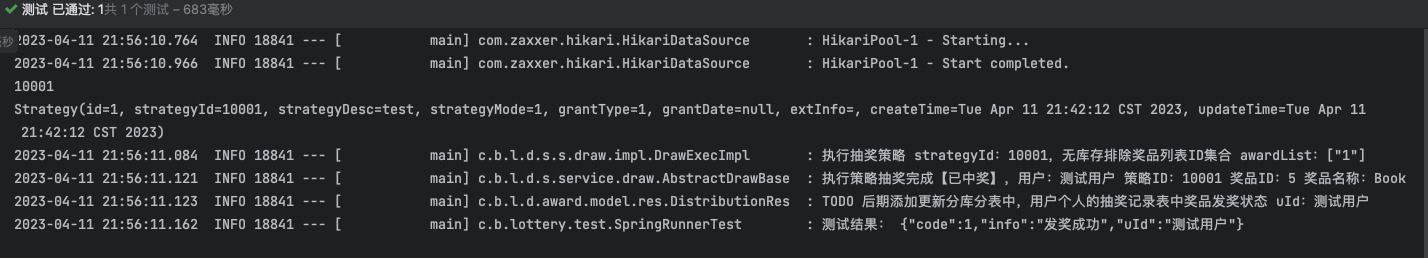 测试 已通过: 1共 1 个测试 – 683毫秒
2023-04-11 21:56:10.764  INFO 18841 --- [           main] com.zaxxer.hikari.HikariDataSource       : HikariPool-1 - Starting...
2023-04-11 21:56:10.966  INFO 18841 --- [           main] com.zaxxer.hikari.HikariDataSource       : HikariPool-1 - Start completed.
10001
Strategy(id=1, strategyId=10001, strategyDesc=test, strategyMode=1, grantType=1, grantDate=null, extInfo=, createTime=Tue Apr 11 21:42:12 CST 2023, updateTime=Tue Apr 11
21:42:12 CST 2023)
2023-04-11 21:56:11.084  INFO 18841 --- [           main] c.b.l.d.s.s.draw.impl.DrawExecImpl       : 执行抽奖策略 strategyId：10001，无库存排除奖品列表ID集合 awardList：["1"]
2023-04-11 21:56:11.121  INFO 18841 --- [           main] c.b.l.d.s.service.draw.AbstractDrawBase  : 执行策略抽奖完成【已中奖】，用户：测试用户 策略ID：10001 奖品ID：5 奖品名称：Book
2023-04-11 21:56:11.123  INFO 18841 --- [           main] c.b.l.d.award.model.res.DistributionRes  : TODO 后期添加更新分库分表中，用户个人的抽奖记录表中奖品发奖状态 uId：测试用户
2023-04-11 21:56:11.162  INFO 18841 --- [           main] c.b.lottery.test.SpringRunnerTest        : 测试结果： {"code":1,"info":"发奖成功","uId":"测试用户"}